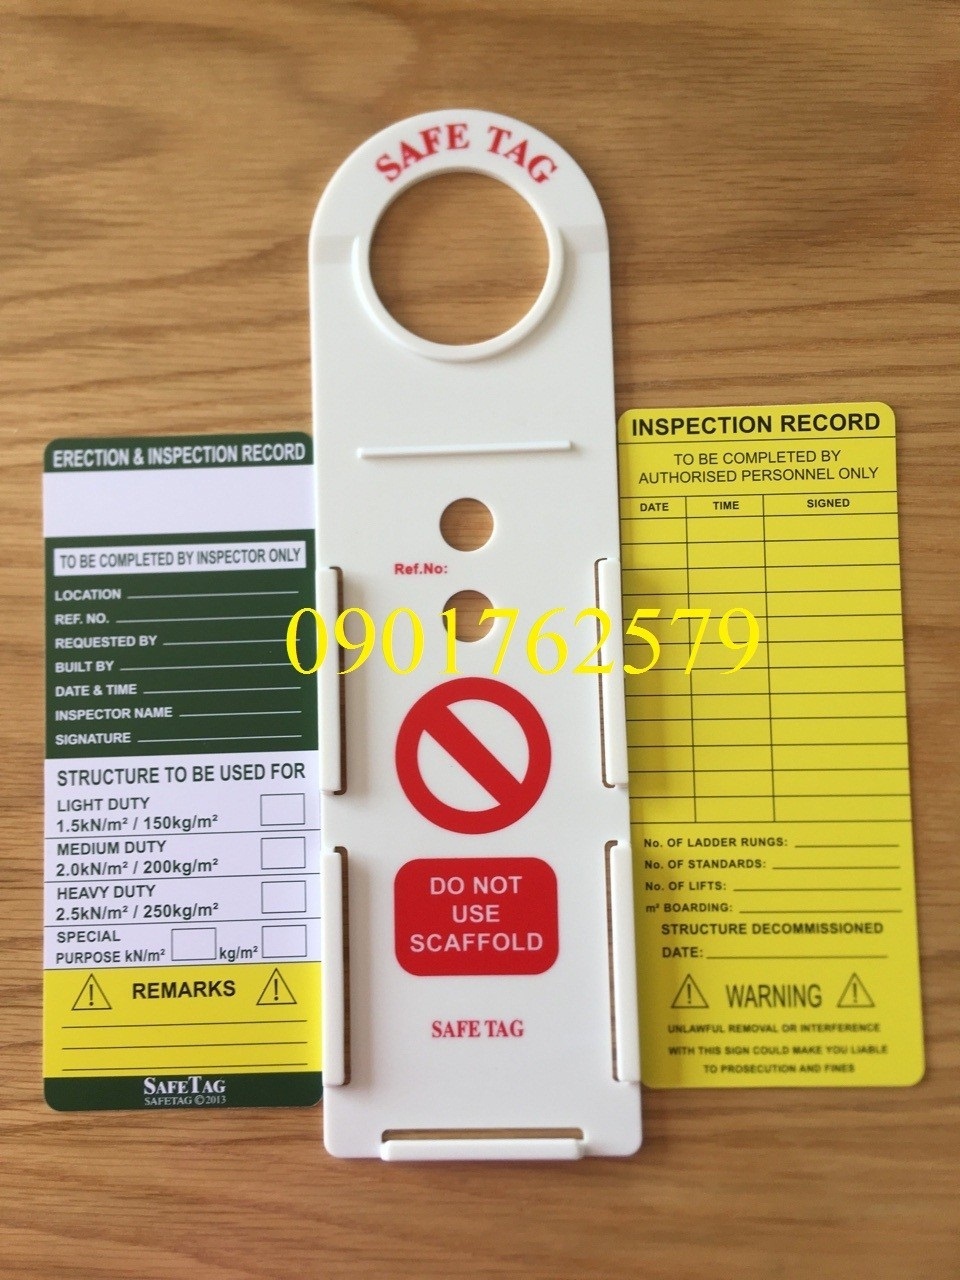 SAFE TAG
Ref.No:
0901762579
DO NOT
USE
SCAFFOLD
SAFE TAG
ERECTION & INSPECTION RECORD
TO BE COMPLETED BY INSPECTOR ONLY
LOCATION
REF. NO.
REQUESTED BY
BUILT BY
DATE & TIME
INSPECTOR NAME
SIGNATURE
STRUCTURE TO BE USED FOR
LIGHT DUTY
1.5kN/m² / 150kg/m²
MEDIUM DUTY
2.0kN/m² / 200kg/m²
HEAVY DUTY
2.5kN/m² / 250kg/m²
SPECIAL
PURPOSE kN/m² kg/m²
REMARKS
SAFETAG
SAFETAG ©2013
INSPECTION RECORD
TO BE COMPLETED BY
AUTHORISED PERSONNEL ONLY
DATE TIME SIGNED
No. OF LADDER RUNGS:
No. OF STANDARDS:
No. OF LIFTS:
m² BOARDING:
STRUCTURE DECOMMISSIONED
DATE:
WARNING
UNLAWFUL REMOVAL OR INTERFERENCE
WITH THIS SIGN COULD MAKE YOU LIABLE
TO PROSECUTION AND FINES